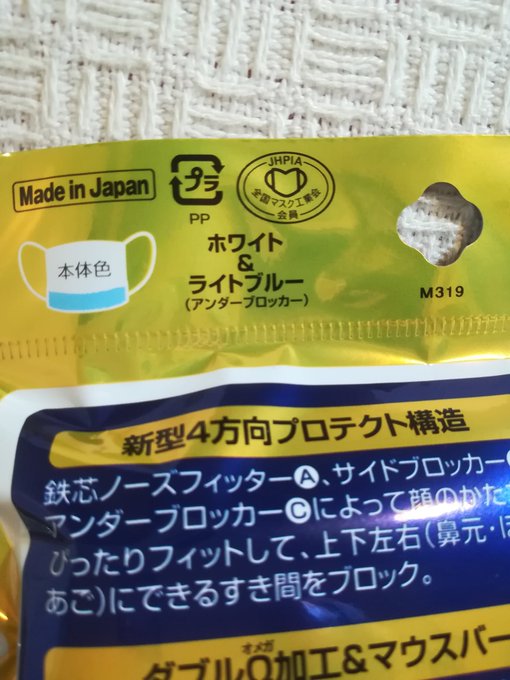 Made in Japan
プラ
PP
JHPIA
全国マスク工業会
会員
本体色
ホワイト
&
ライトブルー
(アンダーブロッカー)
M319
新型4方向プロテクト構造
鉄芯ノーズフィッターⒶ、サイドブロッカー
アンダーブロッカーⒸによって顔のかた
ぴったりフィットして、上下左右(鼻元・ほ
あご)にできるすき間をブロック。
オメガ
ダブルΩ加工&マウスバー